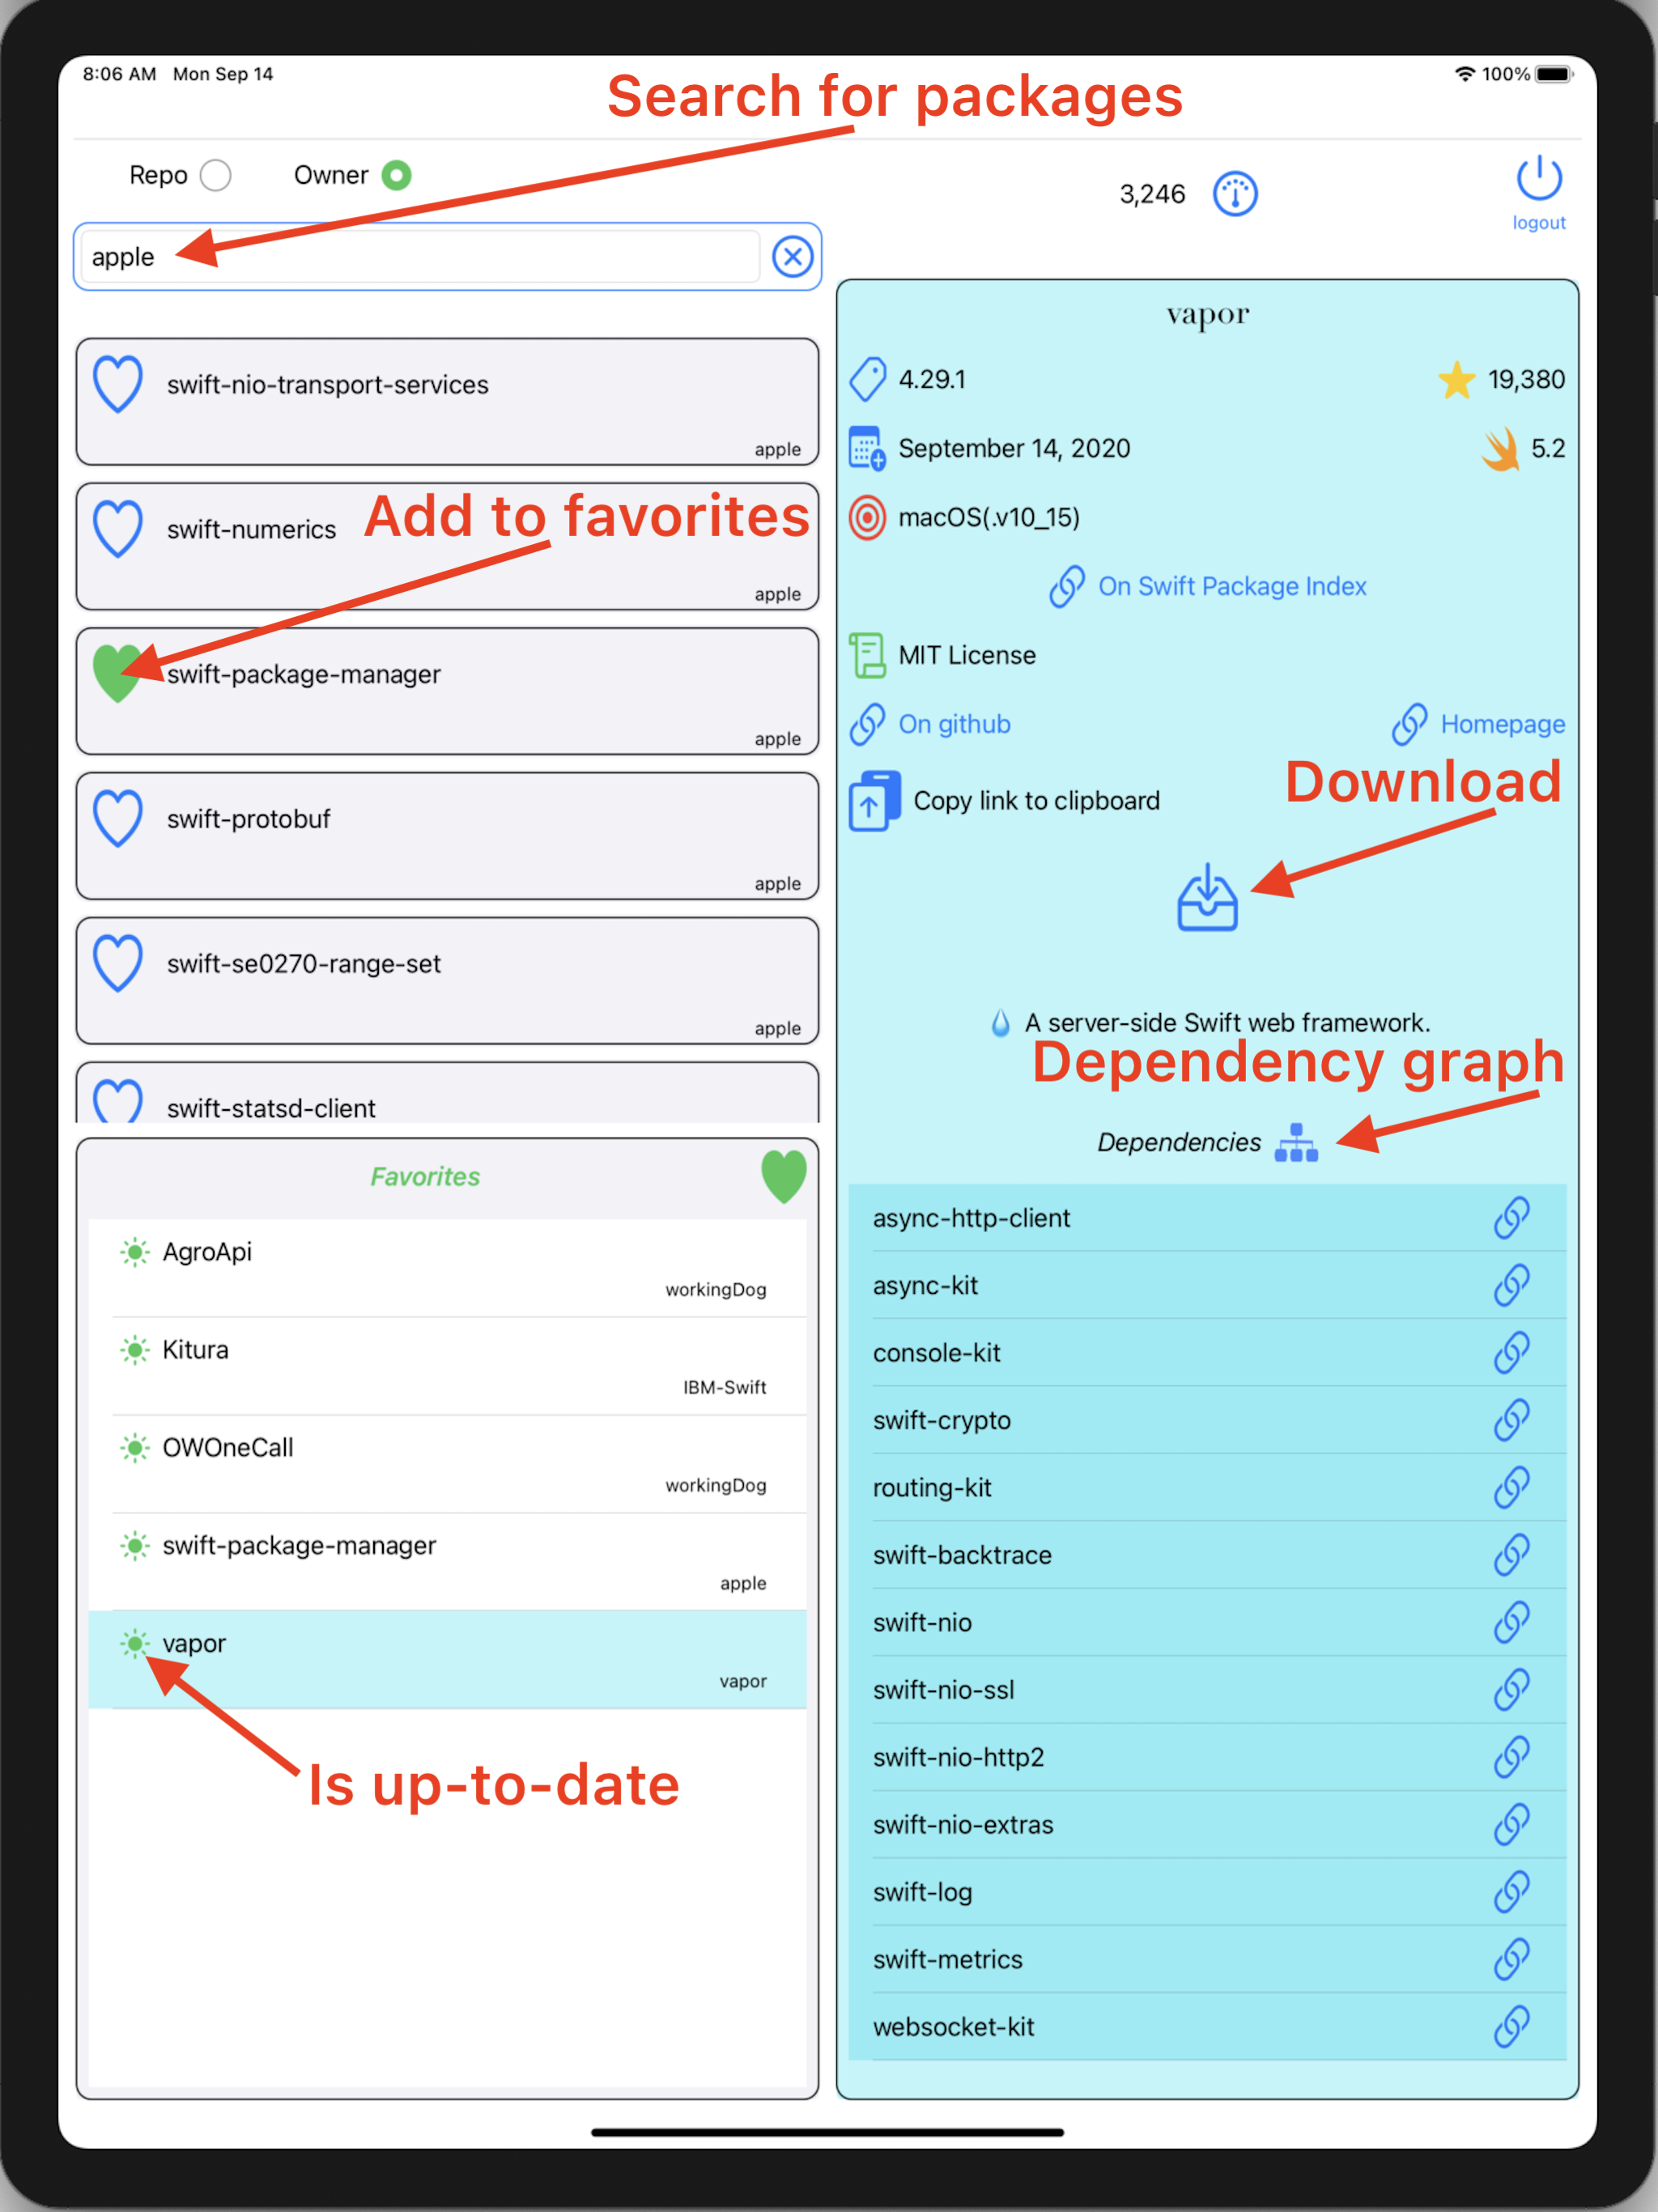 8:06 AM Mon Sep 14
100%
Search for packages
Repo
Owner
3,246
logout
apple
swift-nio-transport-services
apple
swift-numerics
Add to favorites
apple
swift-package-manager
apple
swift-protobuf
apple
swift-se0270-range-set
apple
swift-statsd-client
Favorites
AgroApi
workingDog
Kitura
IBM-Swift
OWOneCall
workingDog
swift-package-manager
apple
vapor
vapor
Is up-to-date
vapor
4.29.1
19,380
September 14, 2020
5.2
macOS(.v10_15)
On Swift Package Index
MIT License
On github
Homepage
Copy link to clipboard
Download
A server-side Swift web framework.
Dependency graph
Dependencies
async-http-client
async-kit
console-kit
swift-crypto
routing-kit
swift-backtrace
swift-nio
swift-nio-ssl
swift-nio-http2
swift-nio-extras
swift-log
swift-metrics
websocket-kit